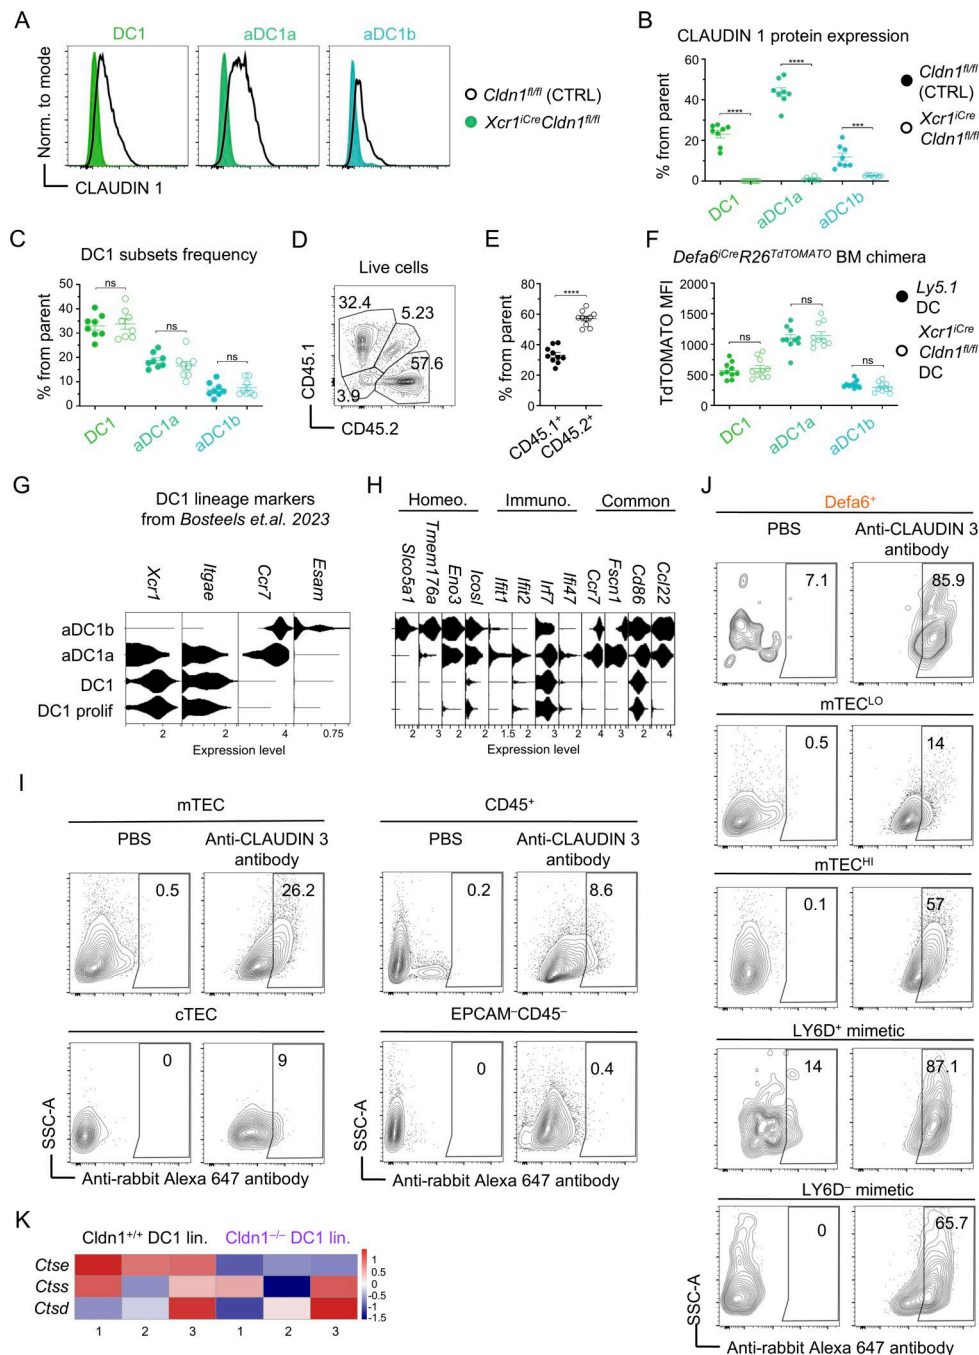 A
DC1
aDC1a
aDC1b
Norm. to mode
CLAUDIN 1
Cldn1fl/fl (CTRL)
Xcr1iCreCldn1fl/fl
B
CLAUDIN 1 protein expression
% from parent
60
40
20
0
****
****
***
DC1
aDC1a
aDC1b
Cldn1fl/fl
(CTRL)
Xcr1iCre
Cldn1fl/fl
C
DC1 subsets frequency
% from parent
50
40
30
20
10
0
ns
ns
ns
DC1
aDC1a
aDC1b
D
Live cells
32.4
5.23
57.6
3.9
CD45.1
CD45.2
E
% from parent
100
80
60
40
20
0
****
CD45.1+
CD45.2+
F
Defa6iCreR26TdTOMATO BM chimera
TdTOMATO MFI
2000
1500
1000
500
0
ns
ns
ns
DC1
aDC1a
aDC1b
Ly5.1
DC
Xcr1iCre
Cldn1fl/fl
DC
G
DC1 lineage markers
from Bosteels et.al. 2023
Xcr1
Itgae
Ccr7
Esam
aDC1b
aDC1a
DC1
DC1 prolif
2 2 2 0.75
Expression level
H
Homeo. Immuno. Common
Slco5a1
Tmem176a
Eno3
Icosl
Ifit1
Ifit2
Irf7
Ifi47
Ccr7
Fscn1
Cd86
Ccl22
2 2 3 2 1.5 2 3 2 4 3 2 4
Expression level
I
mTEC
PBS
Anti-CLAUDIN 3
antibody
0.5
26.2
cTEC
0
9
CD45+
PBS
Anti-CLAUDIN 3
antibody
0.2
8.6
EPCAM–CD45–
0
0.4
SSC-A
Anti-rabbit Alexa 647 antibody
SSC-A
Anti-rabbit Alexa 647 antibody
J
Defa6+
PBS
Anti-CLAUDIN 3
antibody
7.1
85.9
mTECLO
0.5
14
mTECHI
0.1
57
LY6D+ mimetic
14
87.1
LY6D– mimetic
0
65.7
SSC-A
Anti-rabbit Alexa 647 antibody
K
Cldn1+/+ DC1 lin. Cldn1–/– DC1 lin.
Ctse
Ctss
Ctsd
1 2 3 1 2 3
1
0.5
0
-0.5
-1
-1.5